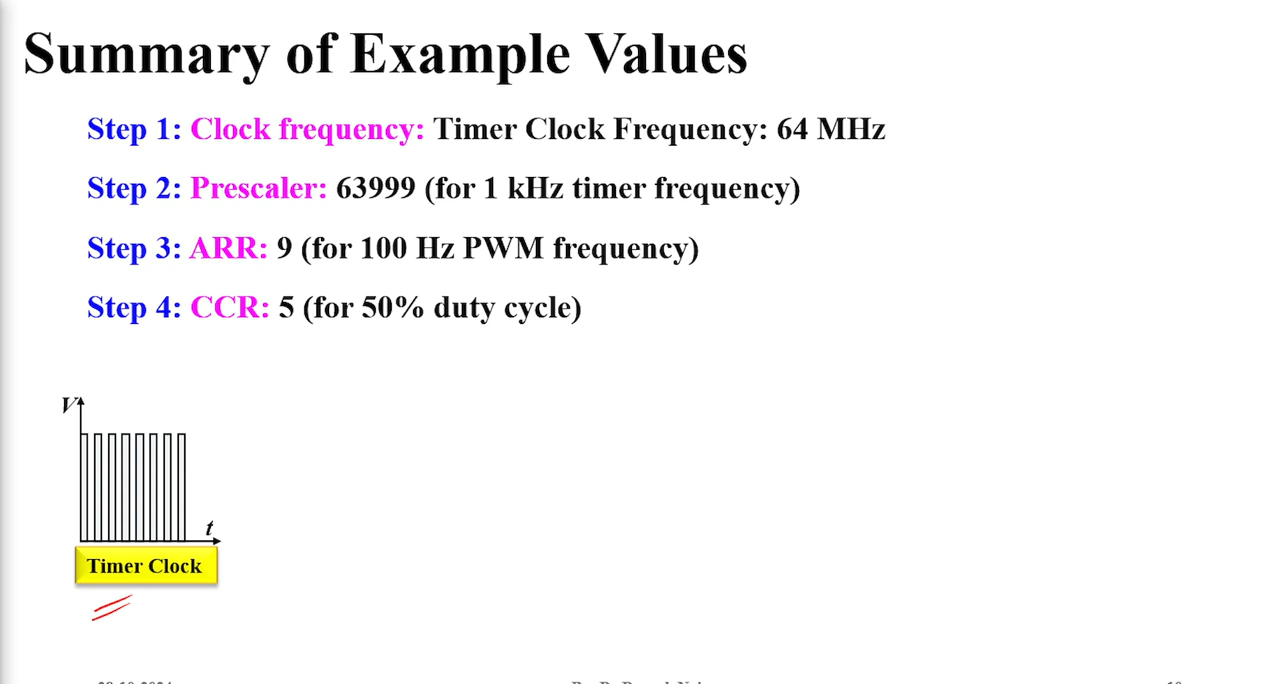 Summary of Example Values
Step 1: Clock frequency: Timer Clock Frequency: 64 MHz
Step 2: Prescaler: 63999 (for 1 kHz timer frequency)
Step 3: ARR: 9 (for 100 Hz PWM frequency)
Step 4: CCR: 5 (for 50% duty cycle)
V
t
Timer Clock